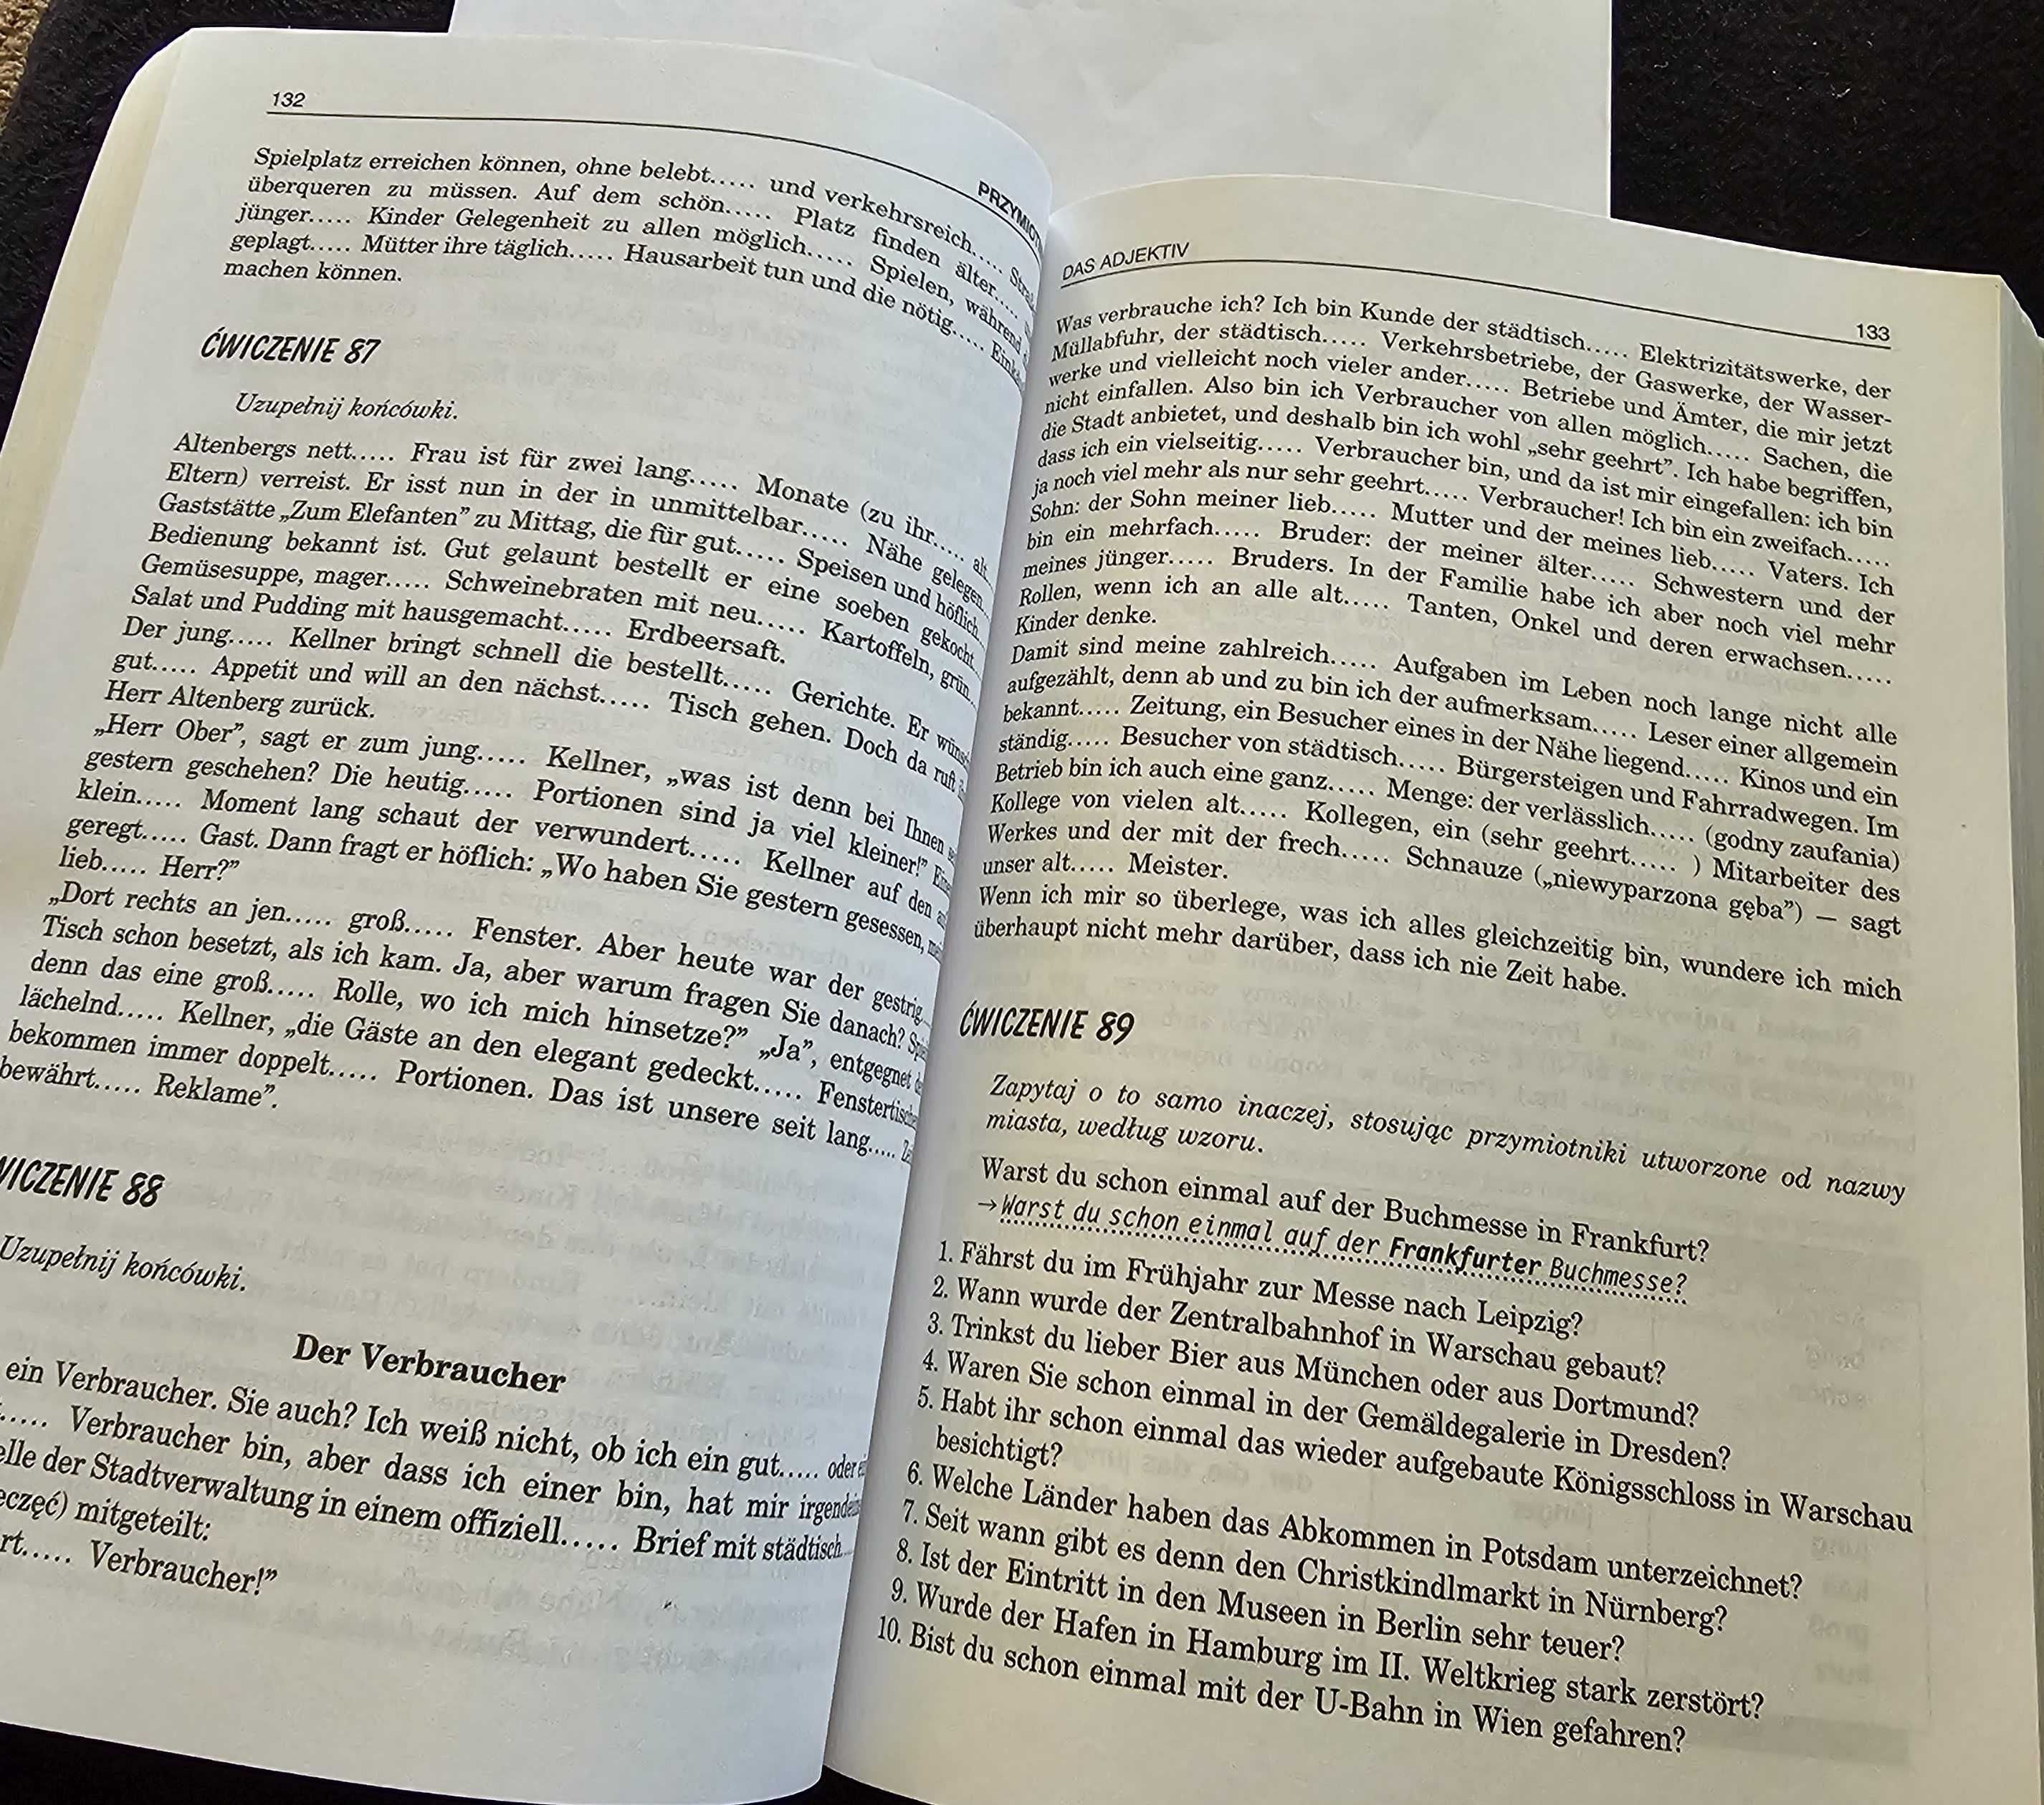 132
PRZYMIOT
Spielplatz erreichen können, ohne belebt..... und verkehrsreich.....
überqueren zu müssen. Auf dem schön..... Platz finden älter.....
jünger..... Kinder Gelegenheit zu allen möglich..... Spielen, während
geplagt..... Mütter ihre täglich..... Hausarbeit tun und die nötig.....
machen können.
ĆWICZENIE 87
Uzupełnij końcówki.
Altenbergs nett..... Frau ist für zwei lang..... Monate (zu ihr..... alt.
Eltern) verreist. Er isst nun in der in unmittelbar..... Nähe gelegen...
Gaststätte „Zum Elefanten” zu Mittag, die für gut..... Speisen und höflich...
Bedienung bekannt ist. Gut gelaunt bestellt er eine soeben gekocht....
Gemüsesuppe, mager..... Schweinebraten mit neu..... Kartoffeln, grün...
Salat und Pudding mit hausgemacht..... Erdbeersaft.
Der jung..... Kellner bringt schnell die bestellt..... Gerichte. Er
gut..... Appetit und will an den nächst..... Tisch gehen. Doch da ruft
Herr Altenberg zurück.
„Herr Ober”, sagt er zum jung..... Kellner, „was ist denn bei Ihnen
gestern geschehen? Die heutig..... Portionen sind ja viel kleiner!”
klein..... Moment lang schaut der verwundert..... Kellner auf den
geregt..... Gast. Dann fragt er höflich: „Wo haben Sie gestern gesessen,
lieb..... Herr?”
„Dort rechts an jen..... groß..... Fenster. Aber heute war der gestrig...
Tisch schon besetzt, als ich kam. Ja, aber warum fragen Sie danach?
denn das eine groß..... Rolle, wo ich mich hinsetze?” „Ja”, entgegnet
lächelnd..... Kellner, „die Gäste an den elegant gedeckt.....
bekommen immer doppelt..... Portionen. Das ist unsere seit lang.....
bewährt..... Reklame”.
WICZENIE 88
Uzupełnij końcówki.
Der Verbraucher
ein Verbraucher. Sie auch? Ich weiß nicht, ob ich ein gut..... oder
..... Verbraucher bin, aber dass ich einer bin, hat mir
elle der Stadtverwaltung in einem offiziell..... Brief mit städtisch...
eczęć) mitgeteilt:
rt..... Verbraucher!”
DAS ADJEKTIV
133
Was verbrauche ich? Ich bin Kunde der städtisch..... Elektrizitätswerke, der
Müllabfuhr, der städtisch..... Verkehrsbetriebe, der Gaswerke, der Wasser-
werke und vielleicht noch vieler ander..... Betriebe und Ämter, die mir jetzt
nicht einfallen. Also bin ich Verbraucher von allen möglich..... Sachen, die
die Stadt anbietet, und deshalb bin ich wohl „sehr geehrt”. Ich habe begriffen,
dass ich ein vielseitig..... Verbraucher bin, und da ist mir eingefallen: ich bin
ja noch viel mehr als nur sehr geehrt..... Verbraucher! Ich bin ein zweifach.....
Sohn: der Sohn meiner lieb..... Mutter und der meines lieb..... Vaters. Ich
bin ein mehrfach..... Bruder: der meiner älter..... Schwestern und der
meines jünger..... Bruders. In der Familie habe ich aber noch viel mehr
Rollen, wenn ich an alle alt..... Tanten, Onkel und deren erwachsen.....
Kinder denke.
Damit sind meine zahlreich..... Aufgaben im Leben noch lange nicht alle
aufgezählt, denn ab und zu bin ich der aufmerksam..... Leser einer allgemein
bekannt..... Zeitung, ein Besucher eines in der Nähe liegend..... Kinos und ein
ständig..... Besucher von städtisch..... Bürgersteigen und Fahrradwegen. Im
Betrieb bin ich auch eine ganz..... Menge: der verlässlich..... (godny zaufania)
Kollege von vielen alt..... Kollegen, ein (sehr geehrt..... ) Mitarbeiter des
Werkes und der mit der frech..... Schnauze („niewyparzona gęba”) — sagt
unser alt..... Meister.
Wenn ich mir so überlege, was ich alles gleichzeitig bin, wundere ich mich
überhaupt nicht mehr darüber, dass ich nie Zeit habe.
ĆWICZENIE 89
Zapytaj o to samo inaczej, stosując przymiotniki utworzone od nazwy
miasta, według wzoru.
Warst du schon einmal auf der Buchmesse in Frankfurt?
→Warst du schon einmal auf der Frankfurter Buchmesse?
1. Fährst du im Frühjahr zur Messe nach Leipzig?
2. Wann wurde der Zentralbahnhof in Warschau gebaut?
3. Trinkst du lieber Bier aus München oder aus Dortmund?
4. Waren Sie schon einmal in der Gemäldegalerie in Dresden?
5. Habt ihr schon einmal das wieder aufgebaute Königsschloss in Warschau
besichtigt?
6. Welche Länder haben das Abkommen in Potsdam unterzeichnet?
7. Seit wann gibt es denn den Christkindlmarkt in Nürnberg?
8. Ist der Eintritt in den Museen in Berlin sehr teuer?
9. Wurde der Hafen in Hamburg im II. Weltkrieg stark zerstört?
10. Bist du schon einmal mit der U-Bahn in Wien gefahren?